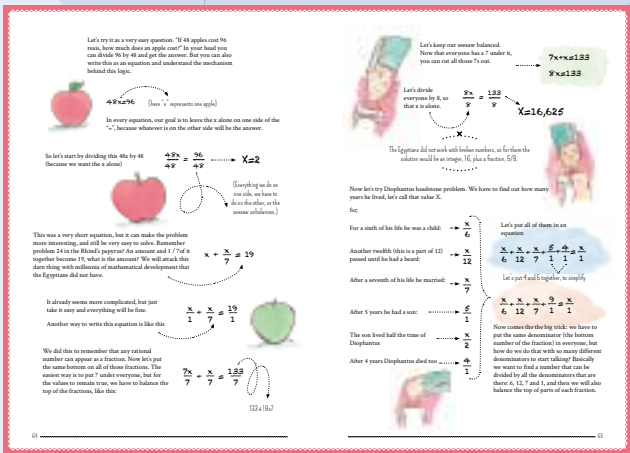 Let's try it as a very easy question. "If 48 apples cost 96
reais, how much does an apple cost?" In your head you
can divide 96 by 48 and get the answer. But you can also
write this as an equation and understand the mechanism
behind this logic.
48x=96
(here "x" represents one apple)
In every equation, our goal is to leave the x alone on one side of the
"=", because whatever is on the other side will be the answer.
So let's start by dividing this 48x by 48
(because we want the x alone)
48x/48 = 96/48
X=2
(Everything we do on
one side, we have to
do on the other, or the
seesaw unbalances.)
This was a very short equation, but it can make the problem
more interesting, and still be very easy to solve. Remember
problem 24 in the Rhind's papyrus? An amount and 1 / 7of it
together become 19, what is the amount? We will attack this
darn thing with millennia of mathematical development that
the Egyptians did not have.
x + x/7 = 19
It already seems more complicated, but just
take it easy and everything will be fine.
Another way to write this equation is like this
x/1 + x/7 = 19/1
We did this to remember that any rational
number can appear as a fraction. Now let's put
the same bottom on all of those fractions. The
easiest way is to put 7 under everyone, but for
the values to remain true, we have to balance the
top of the fractions, like this:
7x/7 + x/7 = 133/7
133 é 19x7
64
Let's keep our seesaw balanced.
Now that everyone has a 7 under it,
you can cut all those 7s out.
7x+x=133
8x=133
Let's divide
everyone by 8, so
that x is alone.
8x/8 = 133/8
X=16,625
x
The Egyptians did not work with broken numbers, so for them the
solution would be an integer, 16, plus a fraction, 5/8.
Now let's try Diophantus headstone problem. We have to find out how many
years he lived, let's call that value X.
So;
For a sixth of his life he was a child:
x/6
Another twelfth (this is part of 12)
passed until he had a beard:
x/12
After a seventh of his life he married:
x/7
After 5 years he had a son:
5/1
The son lived half the time of
Diophantus
x/2
After 4 years Diophantus died too
4/1
Let's put all of them in an
equation
x/6 + x/12 + x/7 + 5/1 + 4/1 = x/1
Let's put 4 and 5 together, to simplify
x/6 + x/12 + x/7 + 9/1 = x/1
Now comes the the big trick: we have to
put the same denominator (the bottom
number of the fraction) in everyone, but
how do we do that with so many different
denominators to start talking? Basically
we want to find a number that can be
divided by all the denominators that are
there: 6, 12, 7 and 1, and then we will also
balance the top parts of each fraction.
65